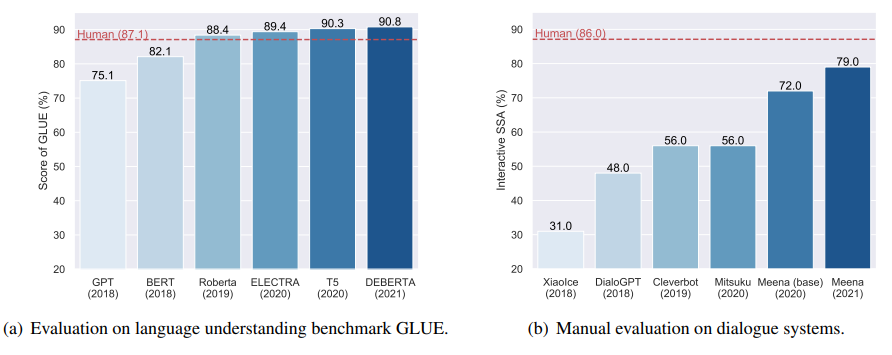 Score of GLUE (%)
90
80
70
60
50
40
30
20
Human (87.1)
75.1
82.1
88.4
89.4
90.3
90.8
GPT
(2018)
BERT
(2018)
Roberta
(2019)
ELECTRA
(2020)
T5
(2020)
DEBERTA
(2021)
(a) Evaluation on language understanding benchmark GLUE.
Interactive SSA (%)
90
80
70
60
50
40
30
20
Human (86.0)
31.0
48.0
56.0
56.0
72.0
79.0
XiaoIce
(2018)
DialoGPT
(2018)
Cleverbot
(2019)
Mitsuku
(2020)
Meena (base)
(2020)
Meena
(2021)
(b) Manual evaluation on dialogue systems.